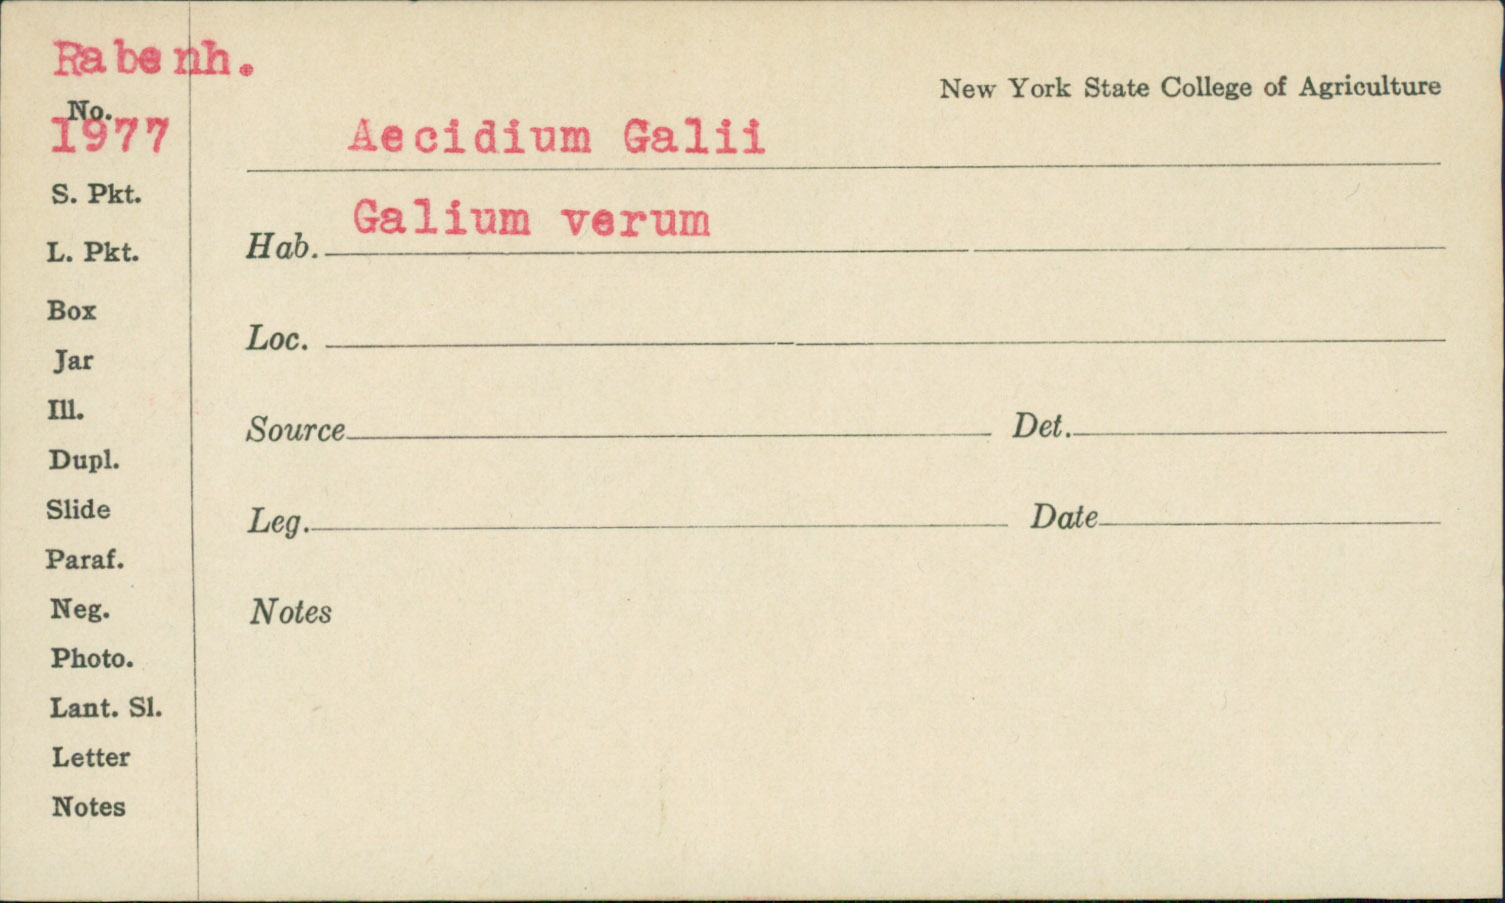 Rabenh.
New York State College of Agriculture
No.
1977
Aecidium Galii
S. Pkt.
Galium verum
L. Pkt.
Hab.
Box
Loc.
Jar
Ill.
Source
Det.
Dupl.
Slide
Leg.
Date
Paraf.
Neg.
Notes
Photo.
Lant. Sl.
Letter
Notes